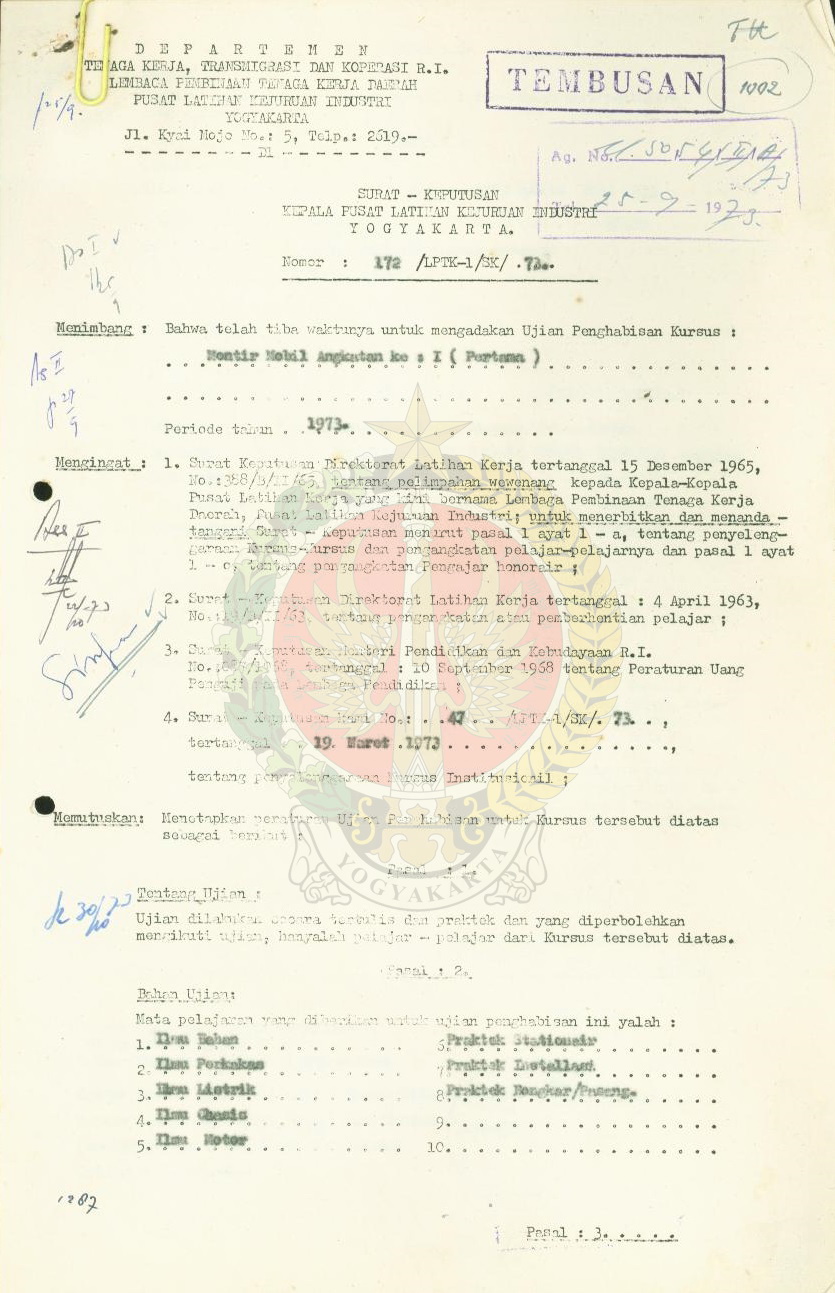 TK
D E P A R T E M E N
TENAGA KERJA, TRANSMIGRASI DAN KOPERASI R.I.
LEMBAGA PEMBINAAN TENAGA KERJA DAERAH
PUSAT LATIHAN KEJURUAN INDUSTRI
YOGYAKARTA
Jl. Kyai Mojo No.: 5, Telp.: 2619.-
- - - - - - - - - DI - - - - - - - - - -
TEMBUSAN
1002
Ag. No.
Tgl. 25 - 9 - 1973.
SURAT - KEPUTUSAN
KEPALA PUSAT LATIHAN KEJURUAN INDUSTRI
Y O G Y A K A R T A.
Nomor : 172 /LPTK-1/SK/ .73..
Menimbang : Bahwa telah tiba waktunya untuk mengadakan Ujian Penghabisan Kursus :
Montir Mobil Angkatan ke : I ( Pertama )
Periode tahun . . 1973. . . . . . . . . . . .
Mengingat : 1. Surat Keputusan Direktorat Latihan Kerja tertanggal 15 Desember 1965,
No.:388/B/II/65, tentang pelimpahan wewenang kepada Kepala-Kepala
Pusat Latihan Kerja yang kini bernama Lembaga Pembinaan Tenaga Kerja
Daerah, Pusat Latihan Kejuruan Industri; untuk menerbitkan dan menanda -
tangani Surat - Keputusan menurut pasal 1 ayat 1 - a, tentang penyeleng-
garaan Kursus-Kursus dan pengangkatan pelajar-pelajarnya dan pasal 1 ayat
1 - c, tentang pengangkatan Pengajar honorair ;
2. Surat - Keputusan Direktorat Latihan Kerja tertanggal : 4 April 1963,
tentang pengangkatan atau pemberhentian pelajar ;
3. Surat - Keputusan Menteri Pendidikan dan Kebudayaan R.I.
tertanggal : 10 September 1968 tentang Peraturan Uang
Penguji pada Lembaga Pendidikan ;
4. Surat - Keputusan kami No.: . .47 . . /LPTK-1/SK/. 73. . ,
tertanggal . . 19. Maret .1973 . . . . . . . . . . . . . . .,
tentang penyelenggaraan Kursus Institusionil ;
Memutuskan: Menetapkan peraturan Ujian Penghabisan untuk Kursus tersebut diatas
sebagai berikut :
YOGYAKARTA
Pasal : 1.
Tentang Ujian :
Ujian dilakukan secara tertulis dan praktek dan yang diperbolehkan
mengikuti ujian, hanyalah pelajar - pelajar dari Kursus tersebut diatas.
Pasal : 2.
Bahan Ujian:
Mata pelajaran yang diberikan untuk ujian penghabisan ini yalah :
1. Ilmu Bahan 6. Praktek Stationair
2. Ilmu Perkakas 7. Praktek Installasi
3. Ilmu Listrik 8. Praktek Bongkar/Pasang.
4. Ilmu Chasis 9.
5. Ilmu Motor 10.
1287
Pasal : 3. . . . .